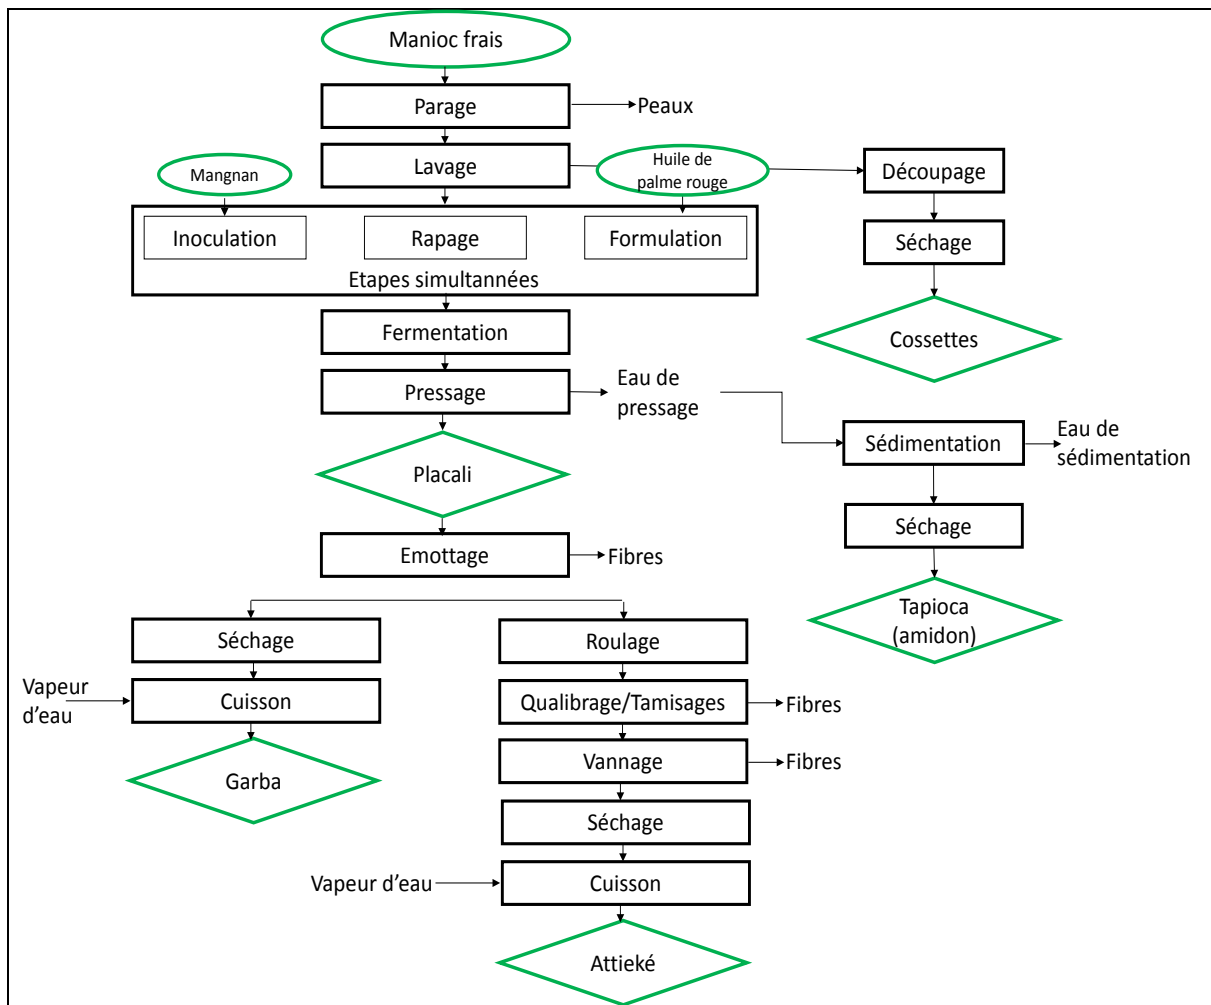 Manioc frais
Parage
Peaux
Lavage
Mangnan
Huile de
palme rouge
Découpage
Inoculation
Rapage
Formulation
Etapes simultannées
Séchage
Cossettes
Fermentation
Pressage
Eau de
pressage
Sédimentation
Eau de
sédimentation
Placali
Séchage
Emottage
Fibres
Tapioca
(amidon)
Séchage
Roulage
Vapeur
d'eau
Cuisson
Qualibrage/Tamisages
Fibres
Garba
Vannage
Fibres
Séchage
Vapeur d'eau
Cuisson
Attieké